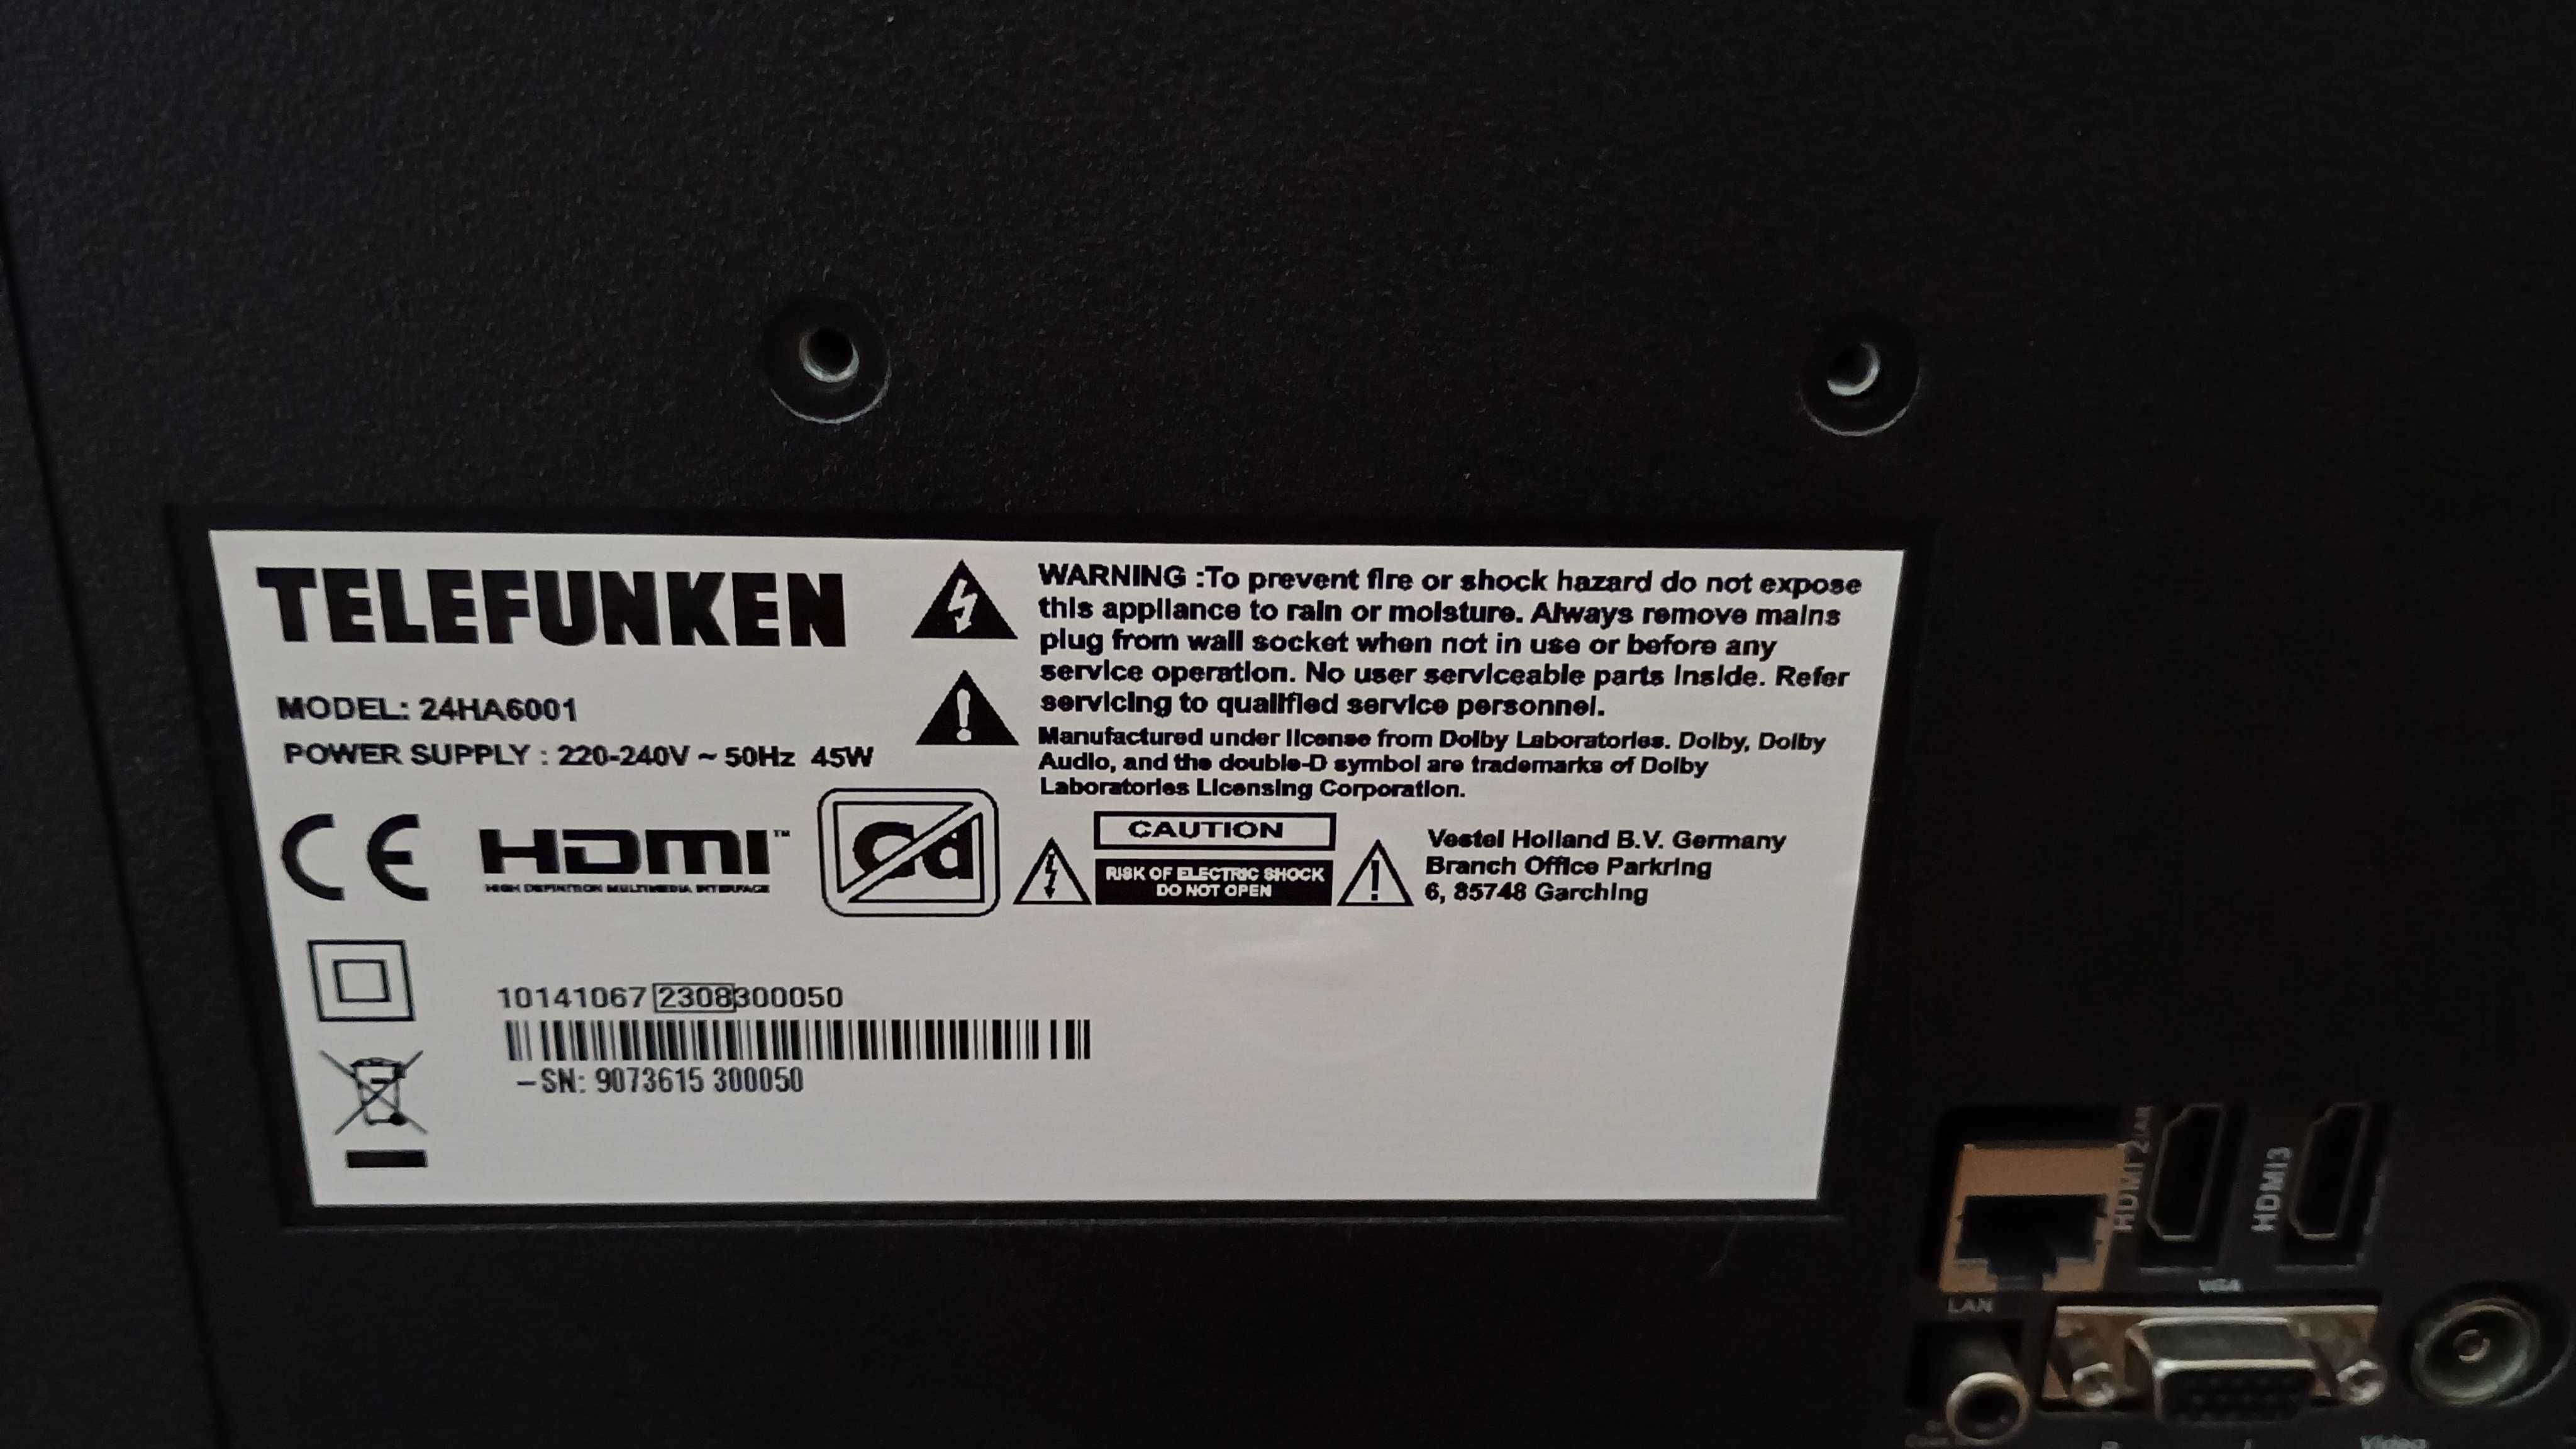 TELEFUNKEN
MODEL: 24HA6001
POWER SUPPLY : 220-240V ~ 50Hz 45W
WARNING :To prevent fire or shock hazard do not expose
this appliance to rain or moisture. Always remove mains
plug from wall socket when not in use or before any
service operation. No user serviceable parts inside. Refer
servicing to qualified service personnel.
Manufactured under license from Dolby Laboratories. Dolby, Dolby
Audio, and the double-D symbol are trademarks of Dolby
Laboratories Licensing Corporation.
CE
HDMI™
HIGH DEFINITION MULTIMEDIA INTERFACE
Cd
CAUTION
RISK OF ELECTRIC SHOCK
DO NOT OPEN
Vestel Holland B.V. Germany
Branch Office Parkring
6, 85748 Garching
10141067 2308300050
–SN: 9073615 300050
HDMI 2
HDMI3
LAN
VGA
Video